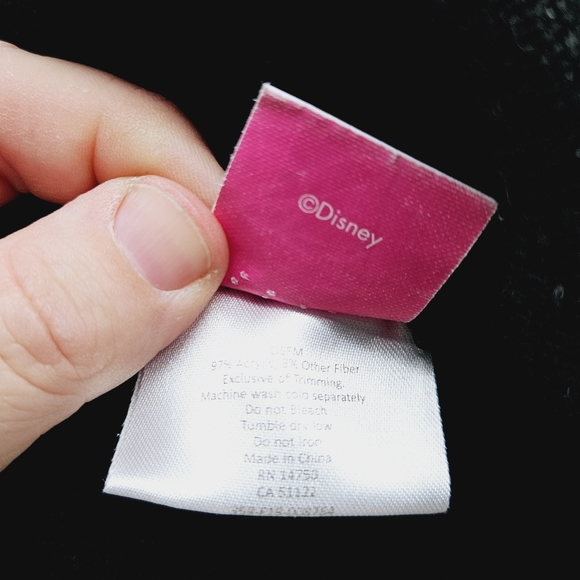 ©Disney
97% Acrylic 3% Other Fiber
Exclusive of Trimming.
Machine wash cold separately
Do not Bleach
Tumble dry low
Do not Iron
Made in China
RN 14750
CA 51122